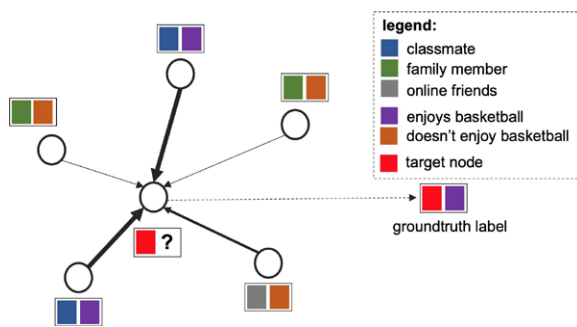 legend:
classmate
family member
online friends
enjoys basketball
doesn't enjoy basketball
target node
?
groundtruth label